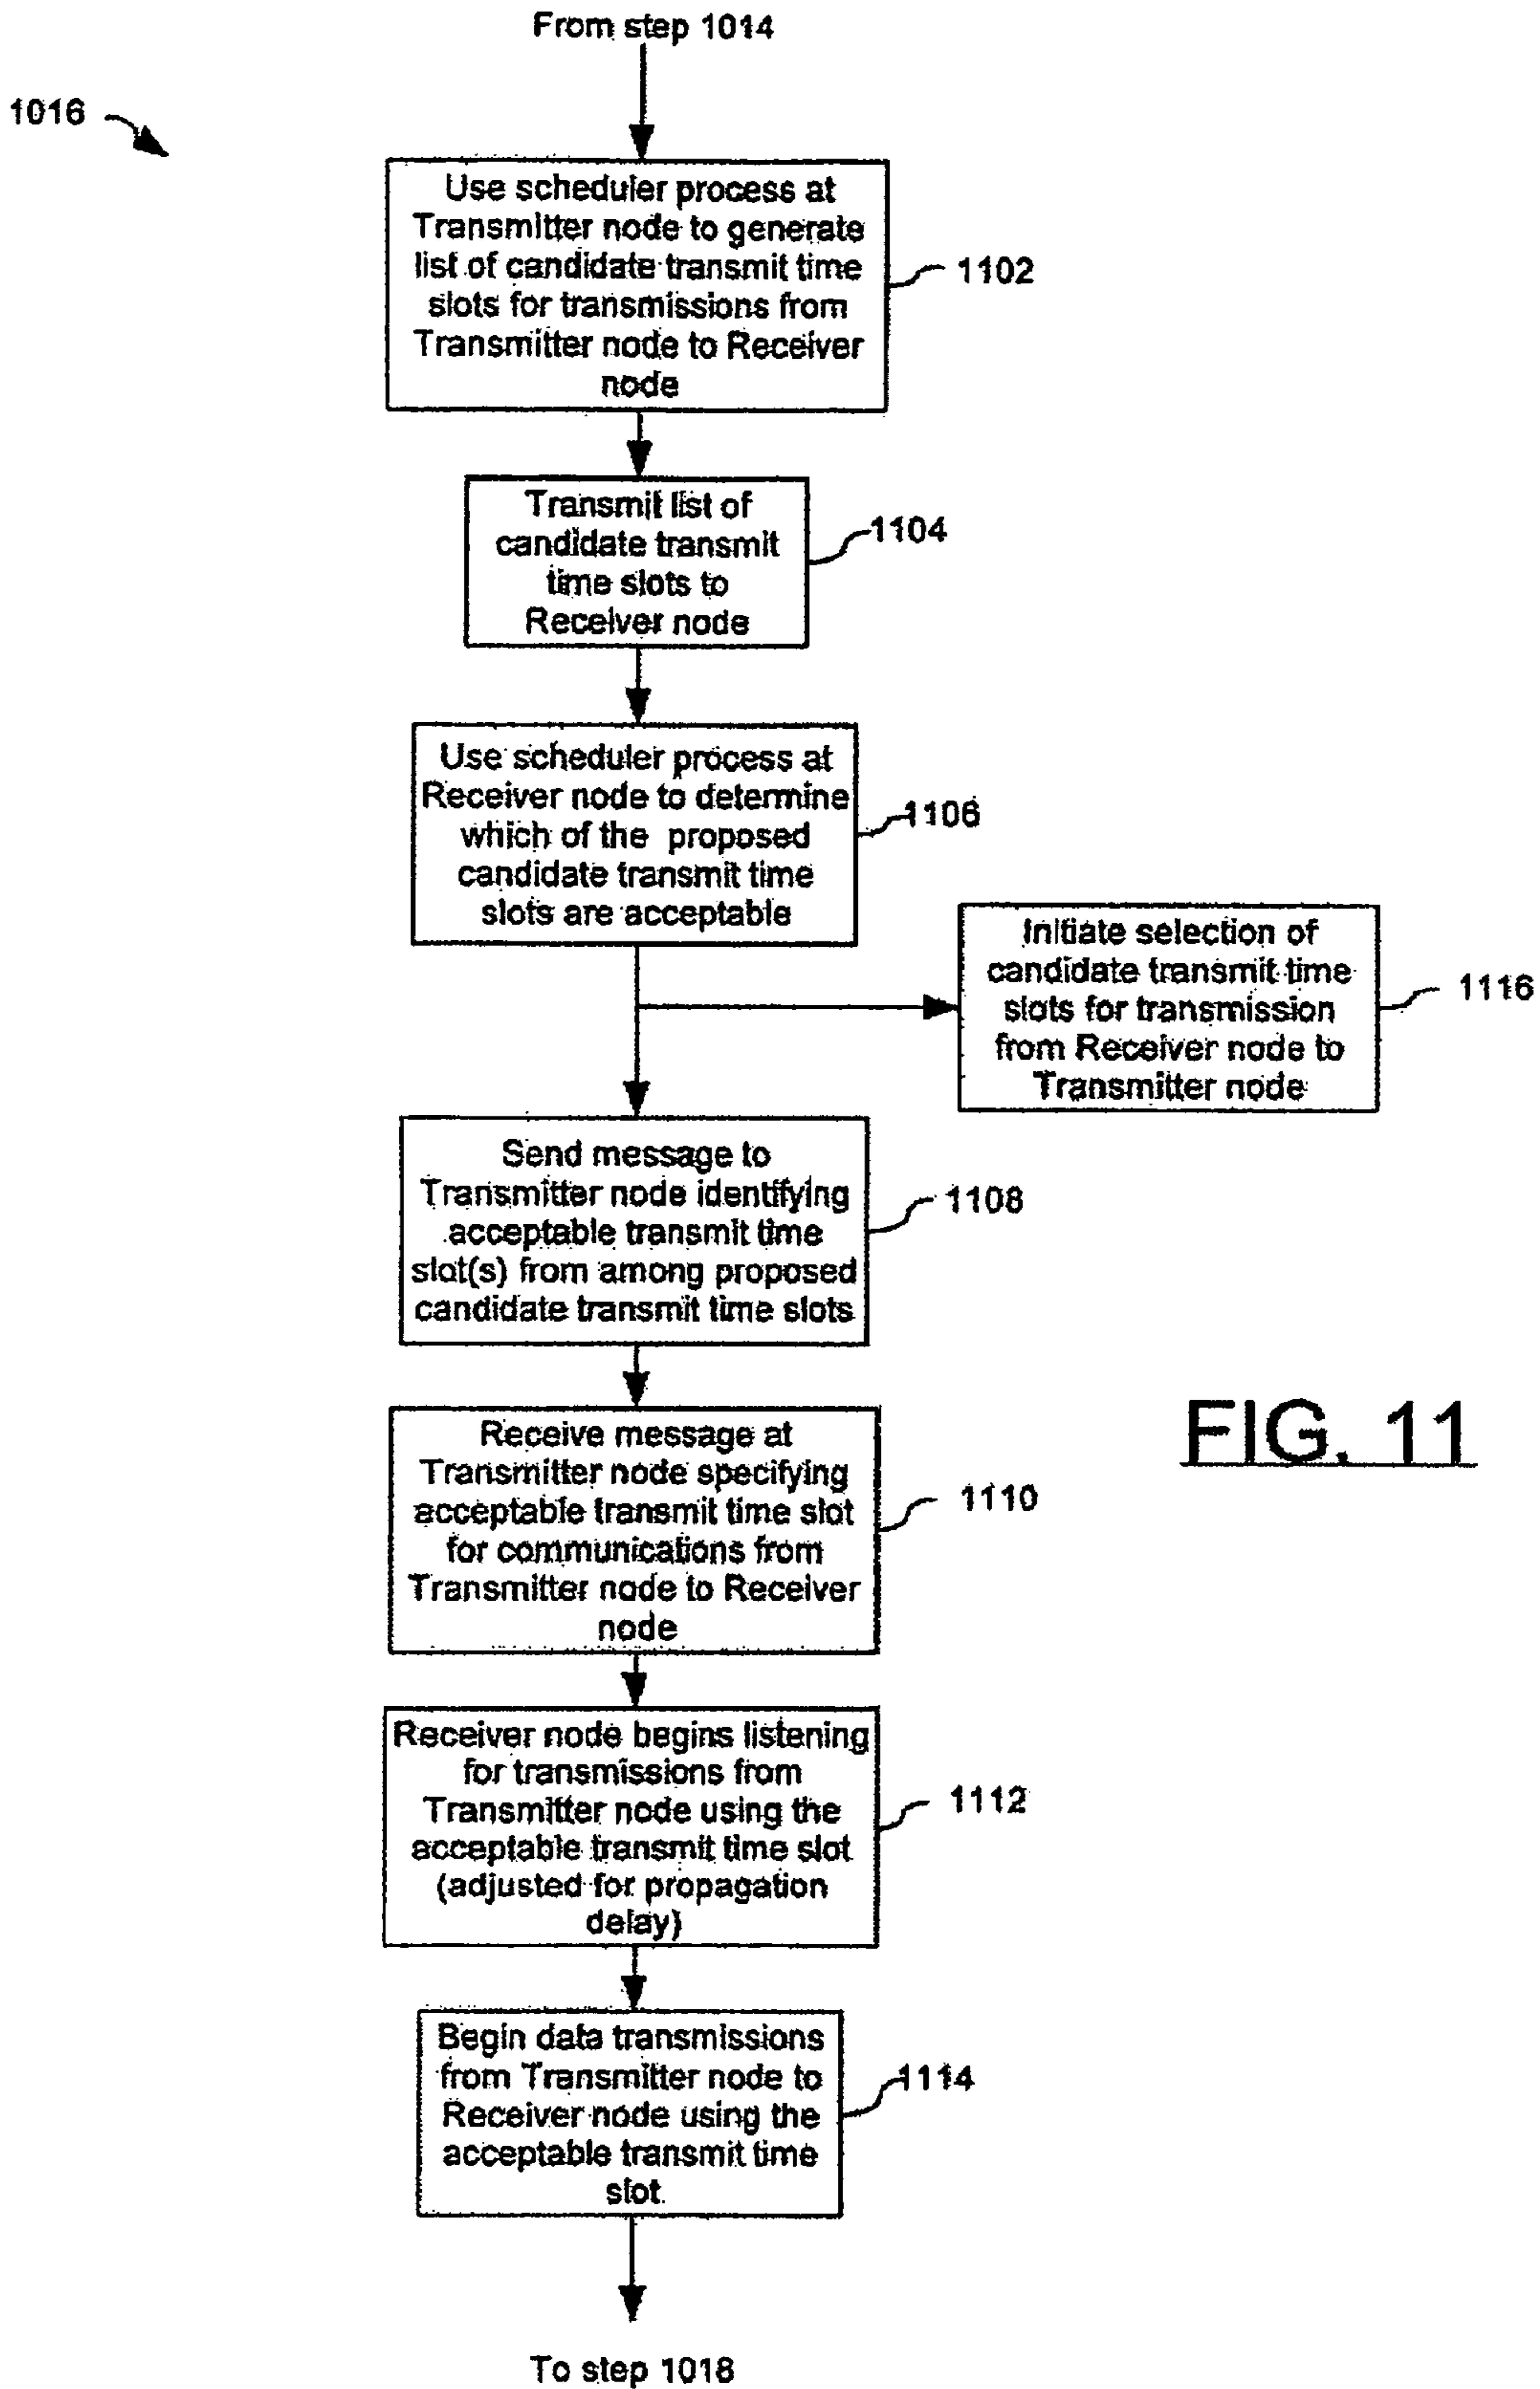 From step 1014
1016
Use scheduler process at
Transmitter node to generate
list of candidate transmit time
slots for transmissions from
Transmitter node to Receiver
node
1102
Transmit list of
candidate transmit
time slots to
Receiver node
1104
Use scheduler process at
Receiver node to determine
which of the proposed
candidate transmit time
slots are acceptable
1106
Initiate selection of
candidate transmit time
slots for transmission
from Receiver node to
Transmitter node
1116
Send message to
Transmitter node identifying
acceptable transmit time
slot(s) from among proposed
candidate transmit time slots
1108
Receive message at
Transmitter node specifying
acceptable transmit time slot
for communications from
Transmitter node to Receiver
node
1110
FIG. 11
Receiver node begins listening
for transmissions from
Transmitter node using the
acceptable transmit time slot
(adjusted for propagation
delay)
1112
Begin data transmissions
from Transmitter node to
Receiver node using the
acceptable transmit time
slot.
1114
To step 1018